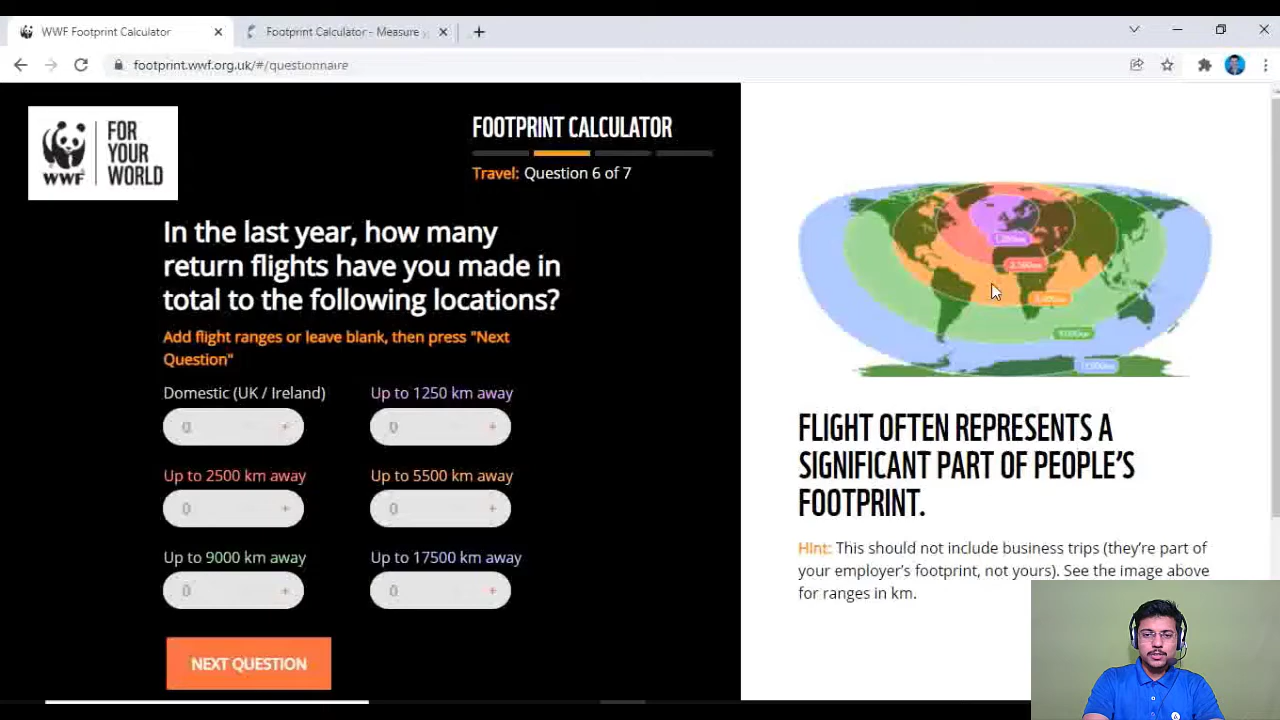 WWF Footprint Calculator
Footprint Calculator - Measure
footprint.wwf.org.uk/#/questionnaire
WWF
FOR
YOUR
WORLD
FOOTPRINT CALCULATOR
Travel: Question 6 of 7
In the last year, how many
return flights have you made in
total to the following locations?
Add flight ranges or leave blank, then press "Next
Question"
Domestic (UK / Ireland)
0 +
Up to 1250 km away
0 +
Up to 2500 km away
0 +
Up to 5500 km away
0 +
Up to 9000 km away
0 +
Up to 17500 km away
0 +
NEXT QUESTION
FLIGHT OFTEN REPRESENTS A
SIGNIFICANT PART OF PEOPLE’S
FOOTPRINT.
Hint: This should not include business trips (they’re part of
your employer’s footprint, not yours). See the image above
for ranges in km.